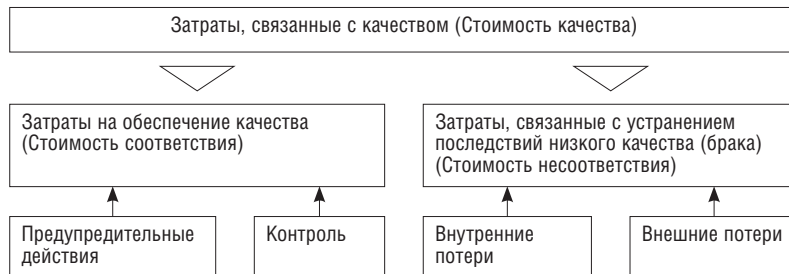 Затраты, связанные с качеством (Стоимость качества)
Затраты на обеспечение качества
(Стоимость соответствия)
Затраты, связанные с устранением
последствий низкого качества (брака)
(Стоимость несоответствия)
Предупредительные
действия
Контроль
Внутренние
потери
Внешние потери